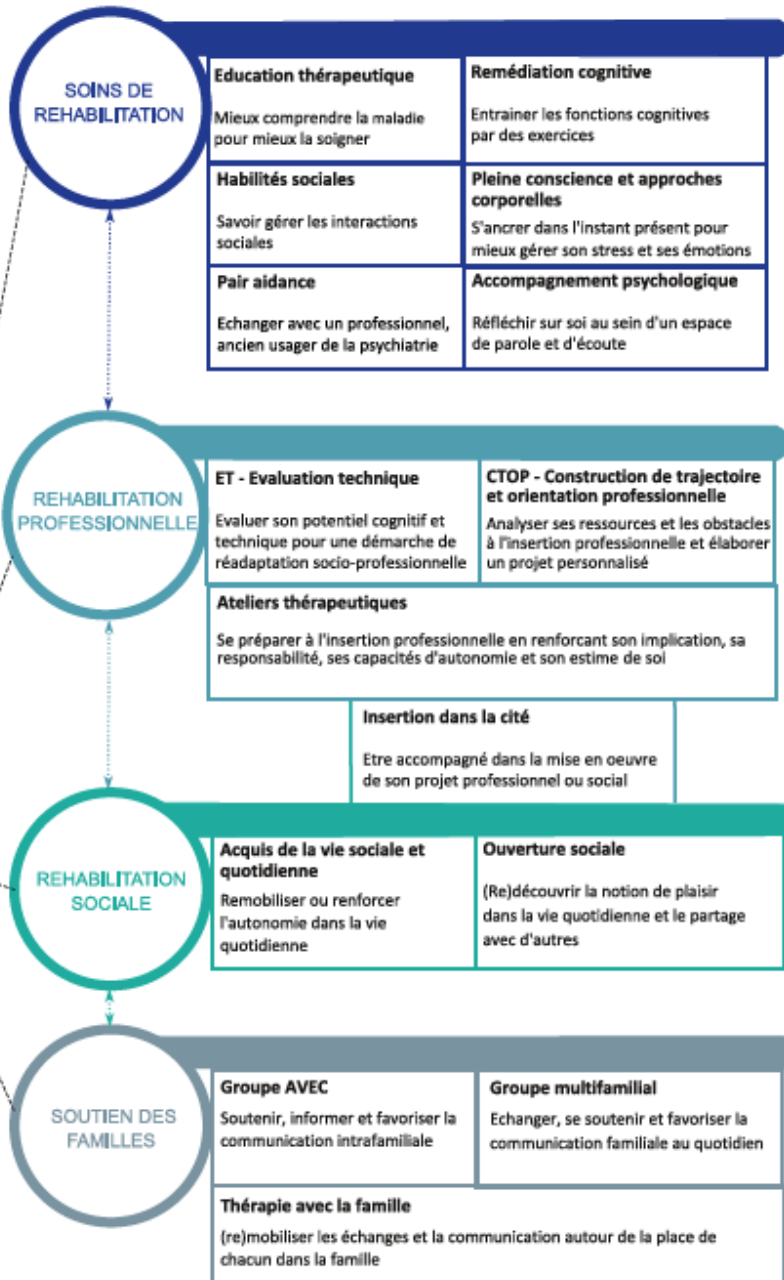 SOINS DE
REHABILITATION
Education thérapeutique
Mieux comprendre la maladie
pour mieux la soigner
Remédiation cognitive
Entrainer les fonctions cognitives
par des exercices
Habilités sociales
Savoir gérer les interactions
sociales
Pleine conscience et approches
corporelles
S'ancrer dans l'instant présent pour
mieux gérer son stress et ses émotions
Pair aidance
Echanger avec un professionnel,
ancien usager de la psychiatrie
Accompagnement psychologique
Réfléchir sur soi au sein d'un espace
de parole et d'écoute
REHABILITATION
PROFESSIONNELLE
ET - Evaluation technique
Evaluer son potentiel cognitif et
technique pour une démarche de
réadaptation socio-professionnelle
CTOP - Construction de trajectoire
et orientation professionnelle
Analyser ses ressources et les obstacles
à l'insertion professionnelle et élaborer
un projet personnalisé
Ateliers thérapeutiques
Se préparer à l'insertion professionnelle en renforcant son implication, sa
responsabilité, ses capacités d'autonomie et son estime de soi
Insertion dans la cité
Etre accompagné dans la mise en oeuvre
de son projet professionnel ou social
REHABILITATION
SOCIALE
Acquis de la vie sociale et
quotidienne
Remobiliser ou renforcer
l'autonomie dans la vie
quotidienne
Ouverture sociale
(Re)découvrir la notion de plaisir
dans la vie quotidienne et le partage
avec d'autres
SOUTIEN DES
FAMILLES
Groupe AVEC
Soutenir, informer et favoriser la
communication intrafamiliale
Groupe multifamilial
Echanger, se soutenir et favoriser la
communication familiale au quotidien
Thérapie avec la famille
(re)mobiliser les échanges et la communication autour de la place de
chacun dans la famille